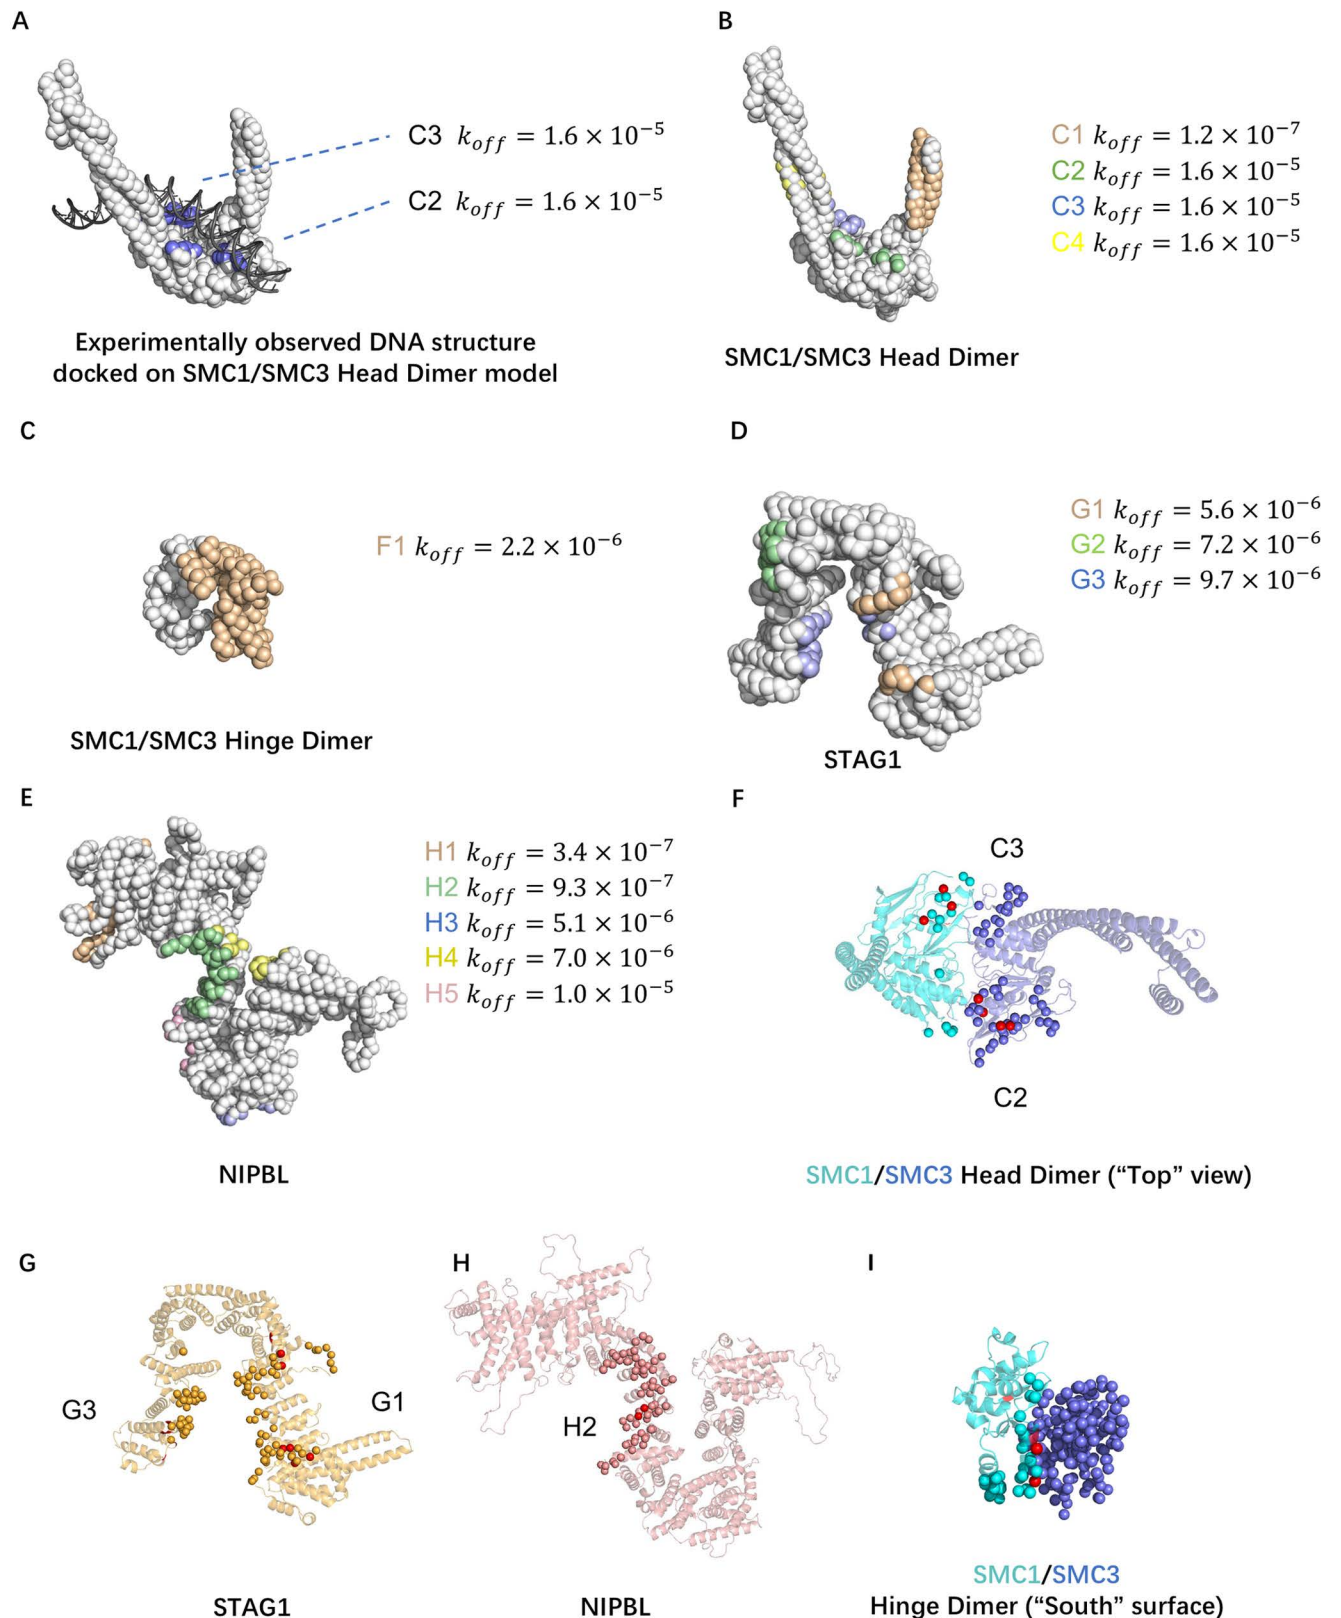 A
C3 k_off = 1.6 × 10⁻⁵
C2 k_off = 1.6 × 10⁻⁵
Experimentally observed DNA structure
docked on SMC1/SMC3 Head Dimer model
B
C1 k_off = 1.2 × 10⁻⁷
C2 k_off = 1.6 × 10⁻⁵
C3 k_off = 1.6 × 10⁻⁵
C4 k_off = 1.6 × 10⁻⁵
SMC1/SMC3 Head Dimer
C
F1 k_off = 2.2 × 10⁻⁶
SMC1/SMC3 Hinge Dimer
D
G1 k_off = 5.6 × 10⁻⁶
G2 k_off = 7.2 × 10⁻⁶
G3 k_off = 9.7 × 10⁻⁶
STAG1
E
H1 k_off = 3.4 × 10⁻⁷
H2 k_off = 9.3 × 10⁻⁷
H3 k_off = 5.1 × 10⁻⁶
H4 k_off = 7.0 × 10⁻⁶
H5 k_off = 1.0 × 10⁻⁵
NIPBL
F
C3
C2
SMC1/SMC3 Head Dimer (“Top” view)
G
G3
G1
STAG1
H
H2
NIPBL
I
SMC1/SMC3
Hinge Dimer (“South” surface)